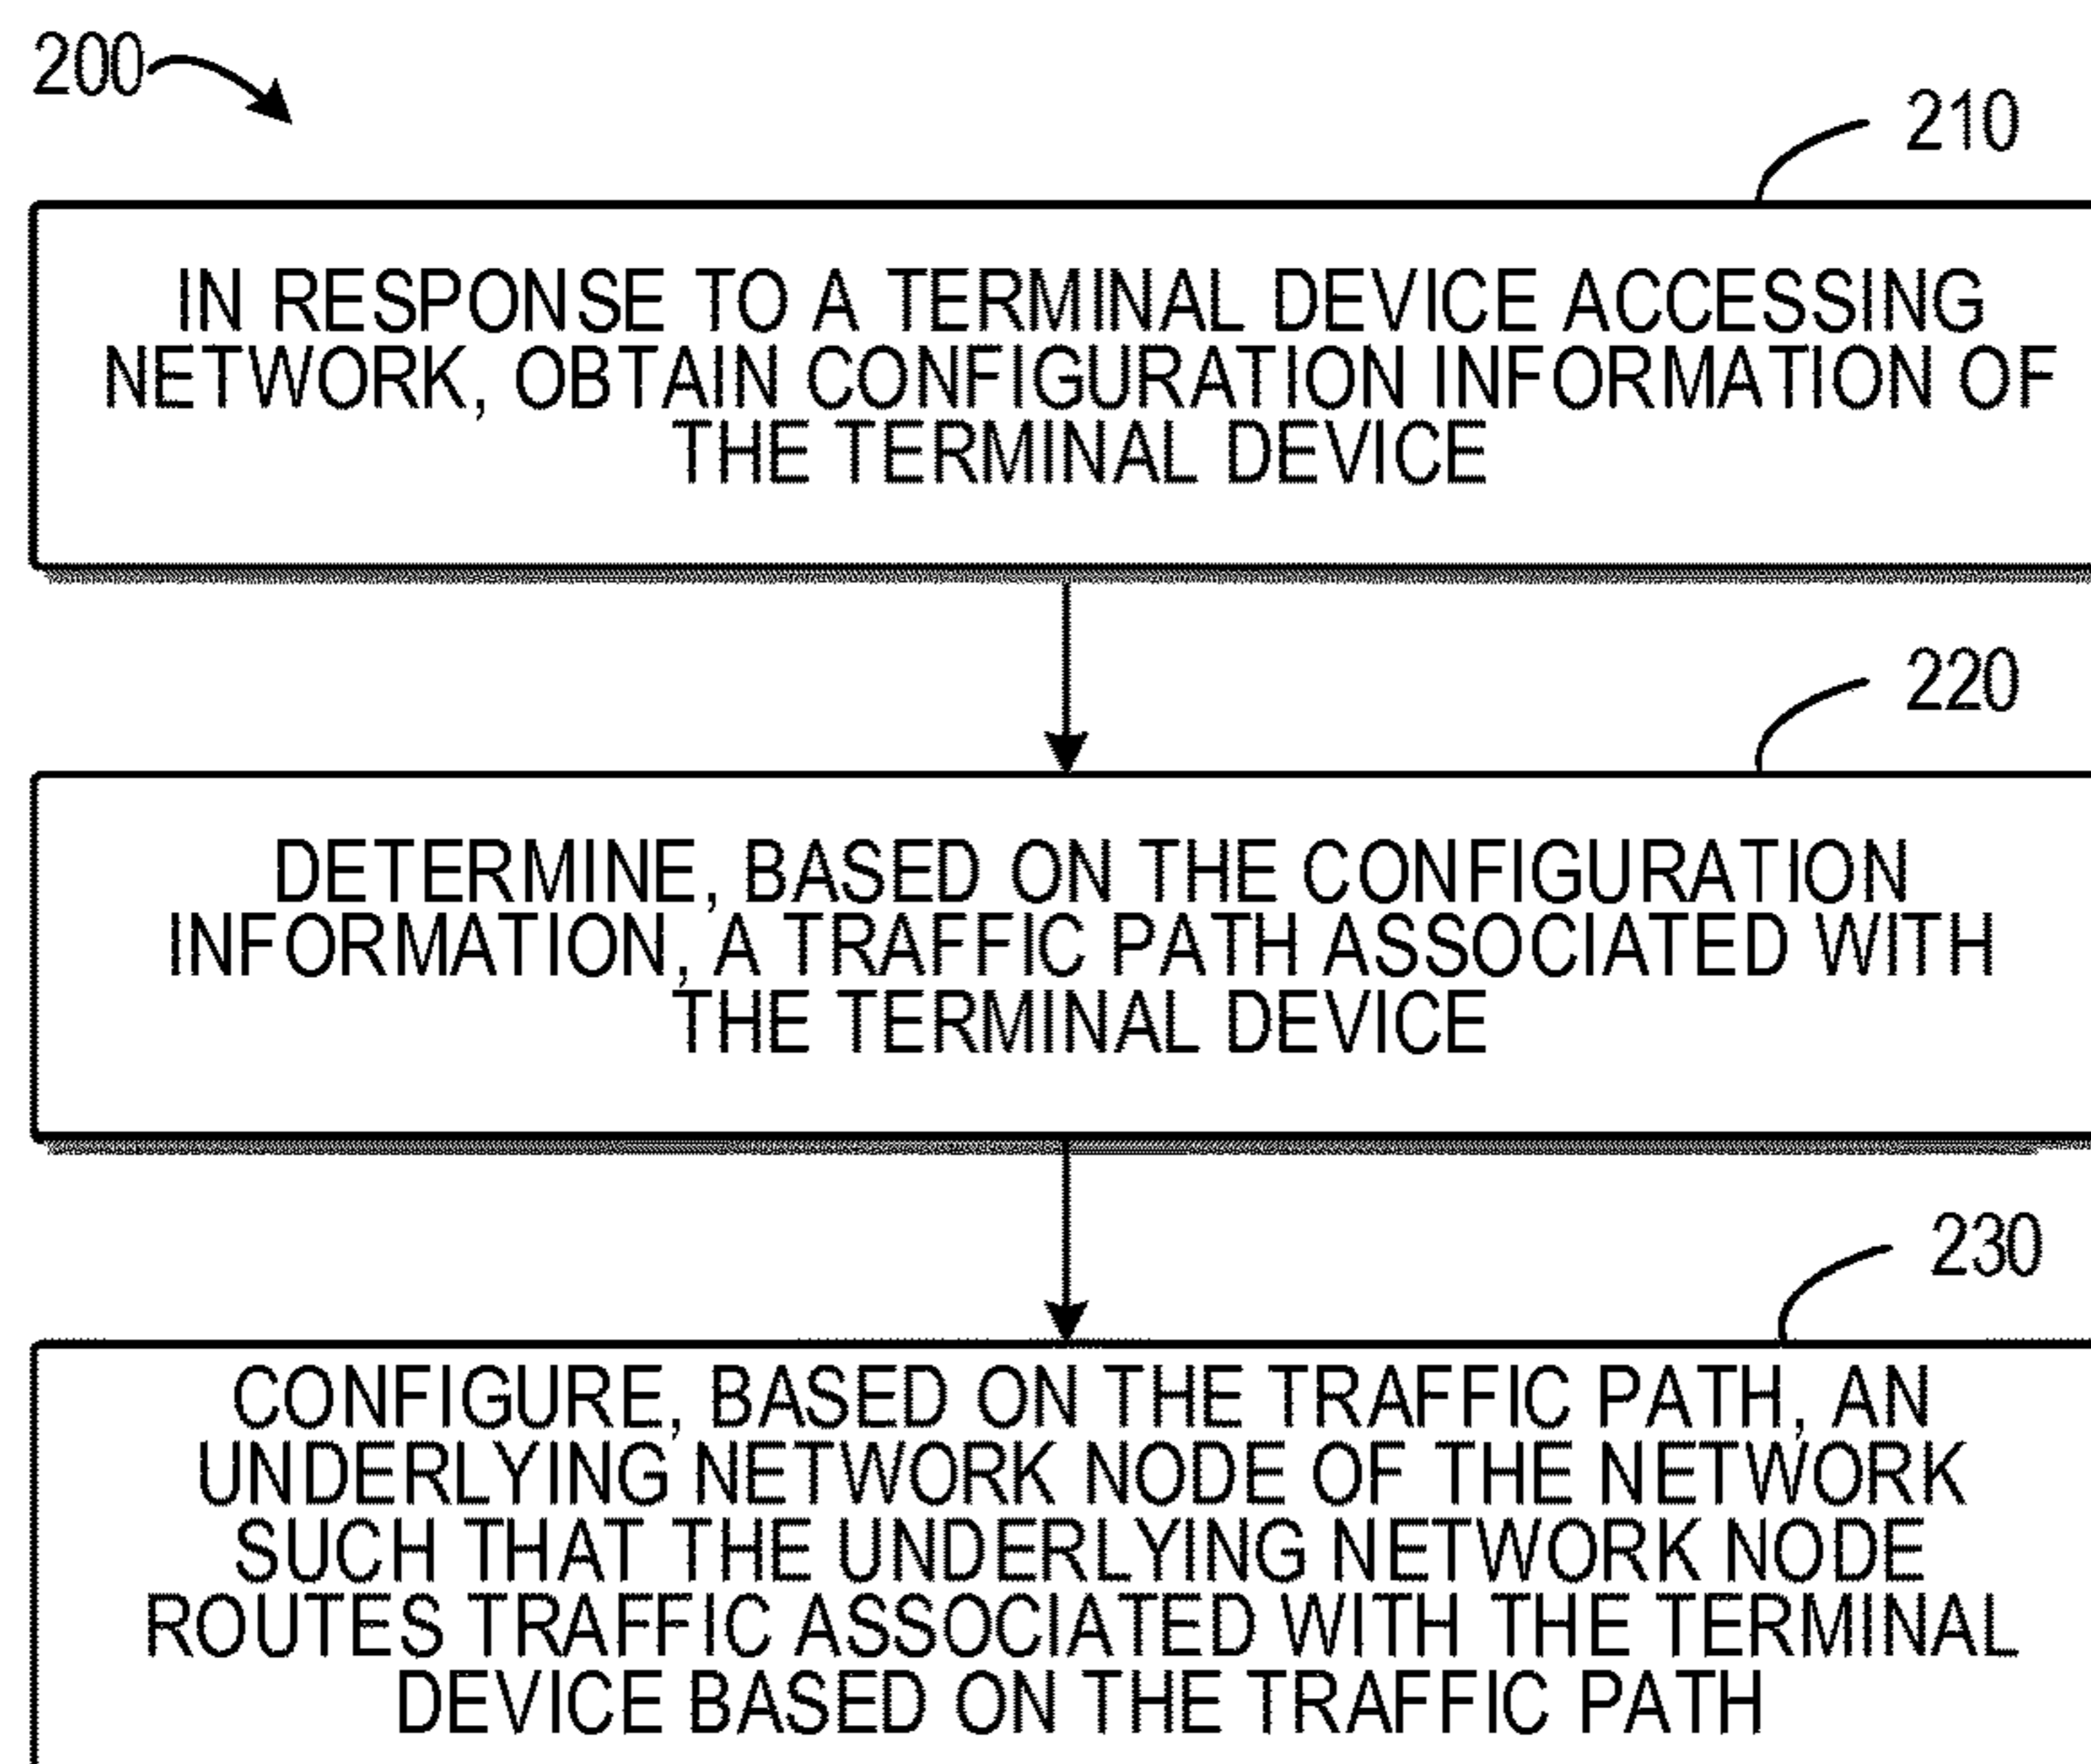 200
210
IN RESPONSE TO A TERMINAL DEVICE ACCESSING
NETWORK, OBTAIN CONFIGURATION INFORMATION OF
THE TERMINAL DEVICE
220
DETERMINE, BASED ON THE CONFIGURATION
INFORMATION, A TRAFFIC PATH ASSOCIATED WITH
THE TERMINAL DEVICE
230
CONFIGURE, BASED ON THE TRAFFIC PATH, AN
UNDERLYING NETWORK NODE OF THE NETWORK
SUCH THAT THE UNDERLYING NETWORK NODE
ROUTES TRAFFIC ASSOCIATED WITH THE TERMINAL
DEVICE BASED ON THE TRAFFIC PATH